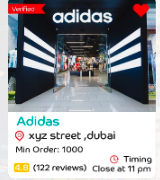 Verified
adidas
Adidas
xyz street ,dubai
Min Order: 1000
Timing
4.8 (122 reviews) Close at 11 pm